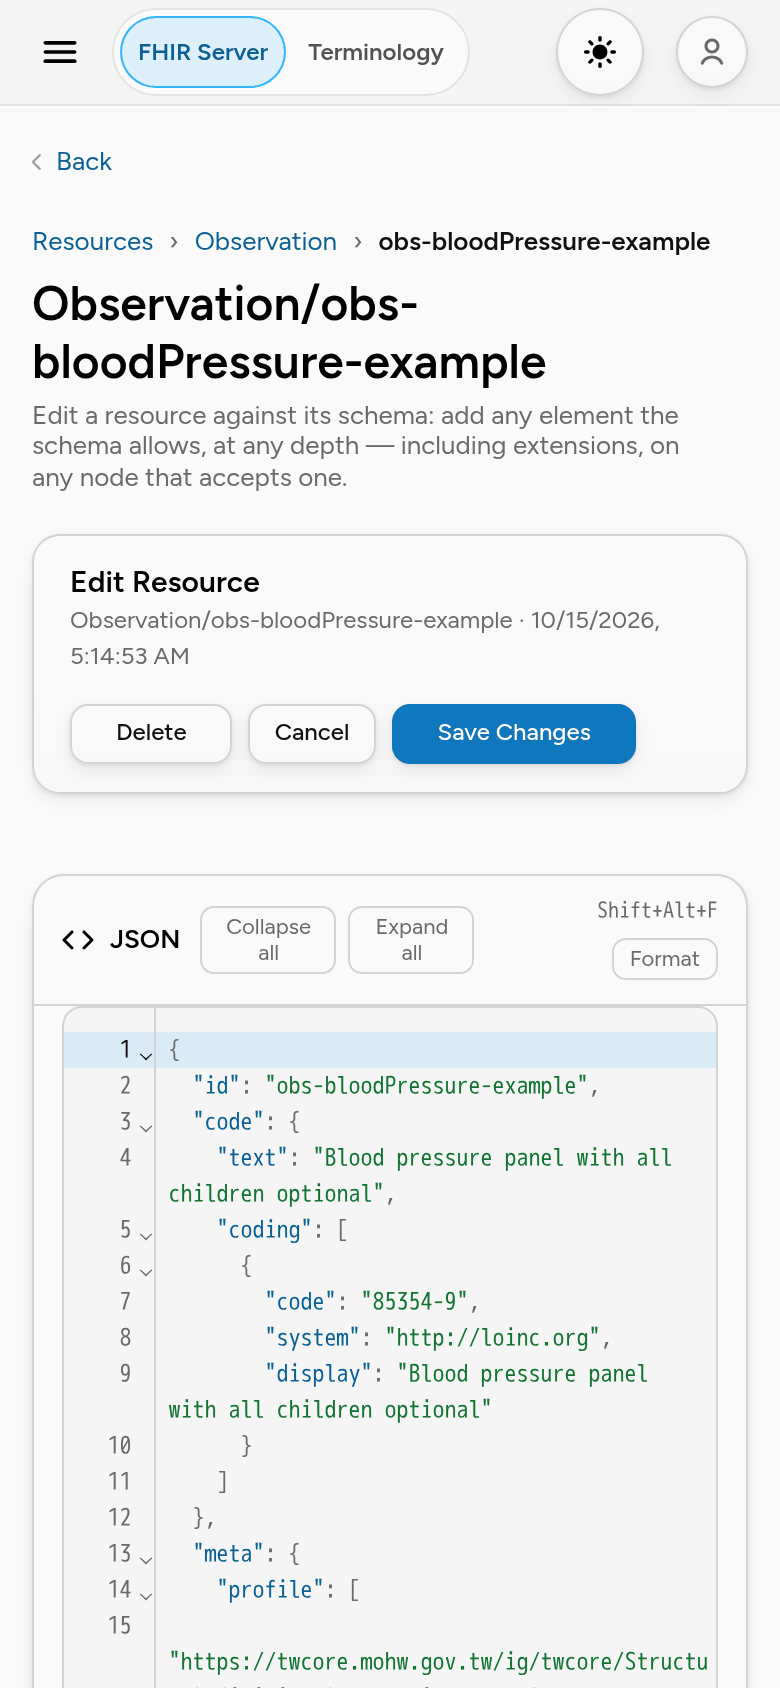 FHIR Server Terminology
Back
Resources › Observation › obs-bloodPressure-example
Observation/obs-
bloodPressure-example
Edit a resource against its schema: add any element the
schema allows, at any depth — including extensions, on
any node that accepts one.
Edit Resource
Observation/obs-bloodPressure-example · 10/15/2026,
5:14:53 AM
Delete Cancel Save Changes
JSON
Collapse
all
Expand
all
Shift+Alt+F
Format
1 {
2 "id": "obs-bloodPressure-example",
3 "code": {
4 "text": "Blood pressure panel with all
children optional",
5 "coding": [
6 {
7 "code": "85354-9",
8 "system": "http://loinc.org",
9 "display": "Blood pressure panel
with all children optional"
10 }
11 ]
12 },
13 "meta": {
14 "profile": [
15
"https://twcore.mohw.gov.tw/ig/twcore/Structu